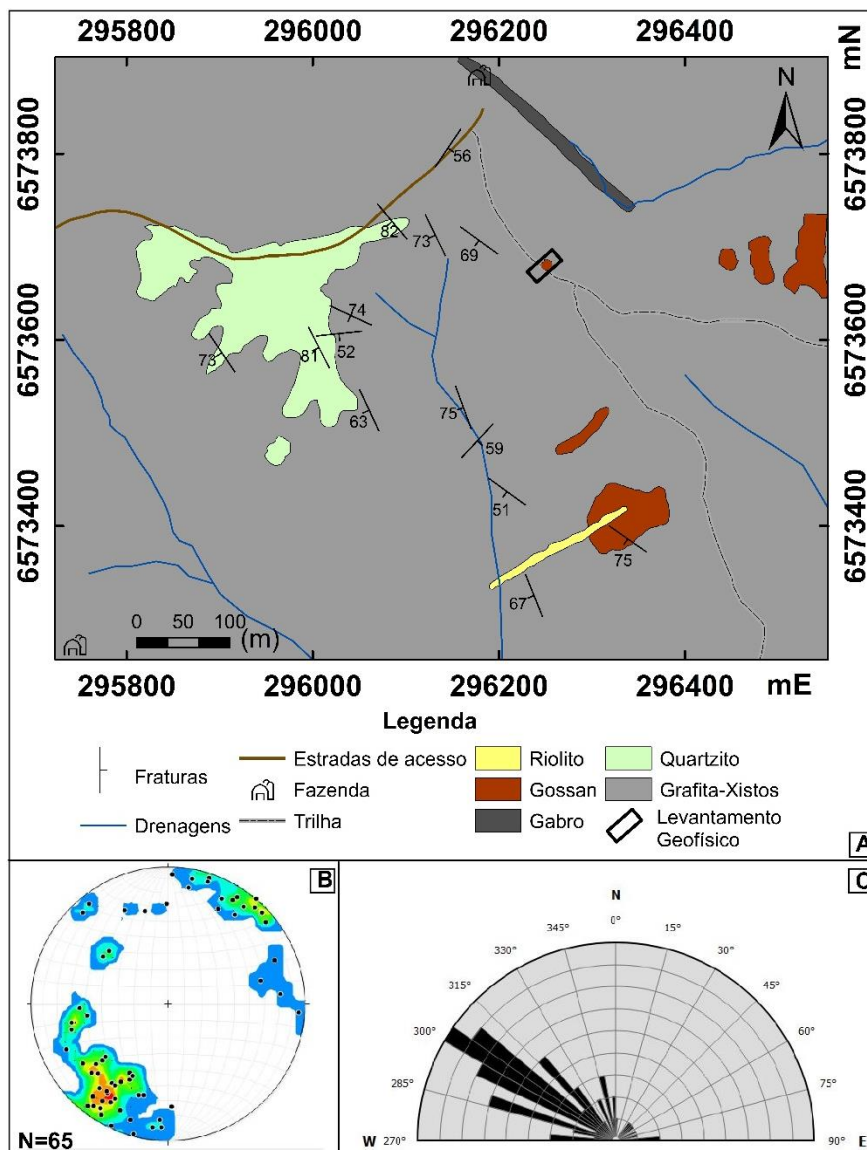 295800 296000 296200 296400 mN
6573800
6573600
6573400
N
56
82
73
69
74
73
81
52
63
75
59
51
75
67
0 50 100 (m)
295800 296000 296200 296400 mE
Legenda
Fraturas
Drenagens
Estradas de acesso
Fazenda
Trilha
Riolito
Gossan
Gabro
Quartzito
Grafita-Xistos
Levantamento
Geofísico
A
6573800
6573600
6573400
B
N=65
C
N
0°
345° 15°
330° 30°
315° 45°
300° 60°
285° 75°
W 270° 90° E